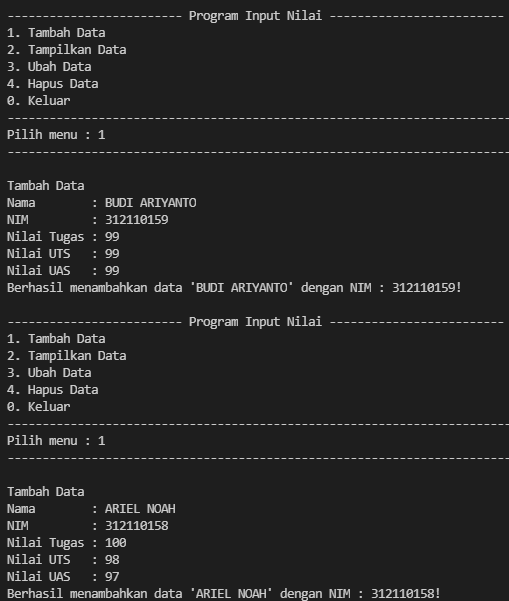 ------------------------- Program Input Nilai -------------------------
1. Tambah Data
2. Tampilkan Data
3. Ubah Data
4. Hapus Data
0. Keluar
------------------------------------------------------------------------
Pilih menu : 1
------------------------------------------------------------------------
Tambah Data
Nama        : BUDI ARIYANTO
NIM         : 312110159
Nilai Tugas : 99
Nilai UTS   : 99
Nilai UAS   : 99
Berhasil menambahkan data 'BUDI ARIYANTO' dengan NIM : 312110159!
------------------------- Program Input Nilai -------------------------
1. Tambah Data
2. Tampilkan Data
3. Ubah Data
4. Hapus Data
0. Keluar
------------------------------------------------------------------------
Pilih menu : 1
------------------------------------------------------------------------
Tambah Data
Nama        : ARIEL NOAH
NIM         : 312110158
Nilai Tugas : 100
Nilai UTS   : 98
Nilai UAS   : 97
Berhasil menambahkan data 'ARIEL NOAH' dengan NIM : 312110158!